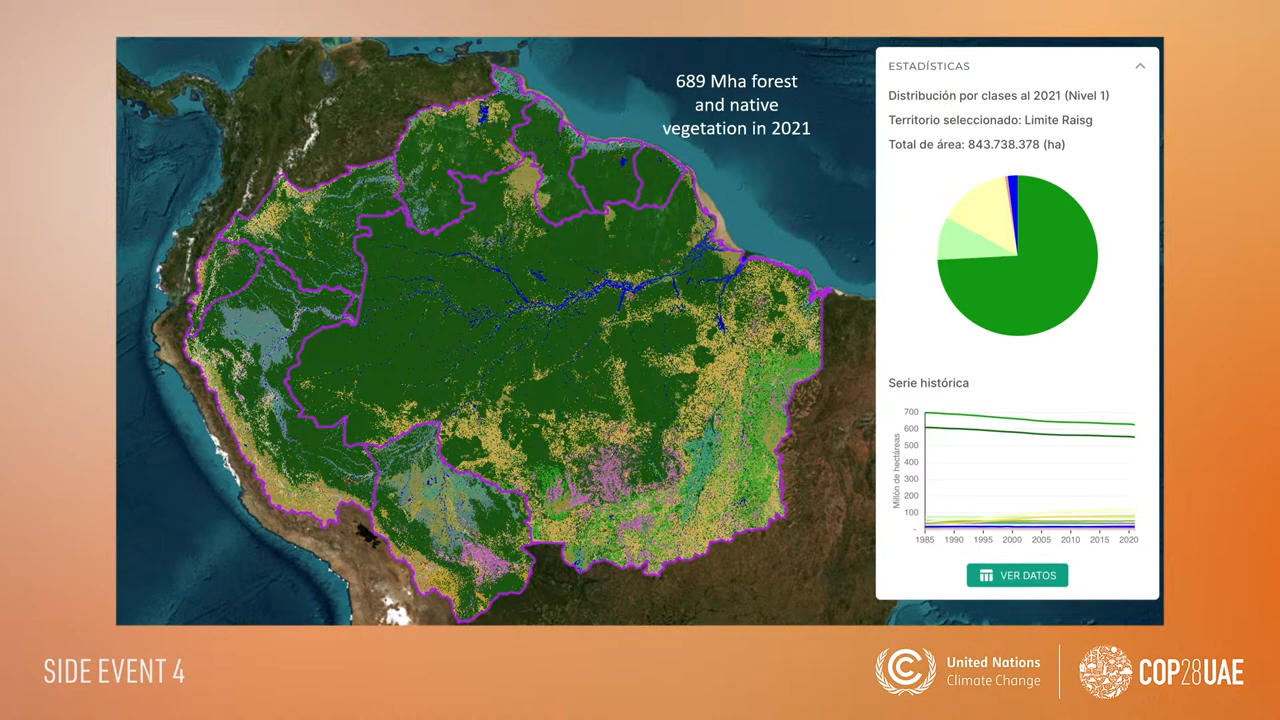 689 Mha forest
and native
vegetation in 2021
ESTADÍSTICAS
Distribución por clases al 2021 (Nivel 1)
Territorio seleccionado: Limite Raisg
Total de área: 843.738.378 (ha)
Serie histórica
Millón de hectáreas
700
600
500
400
300
200
100
-
1985 1990 1995 2000 2005 2010 2015 2020
VER DATOS
SIDE EVENT 4
United Nations
Climate Change
COP28UAE